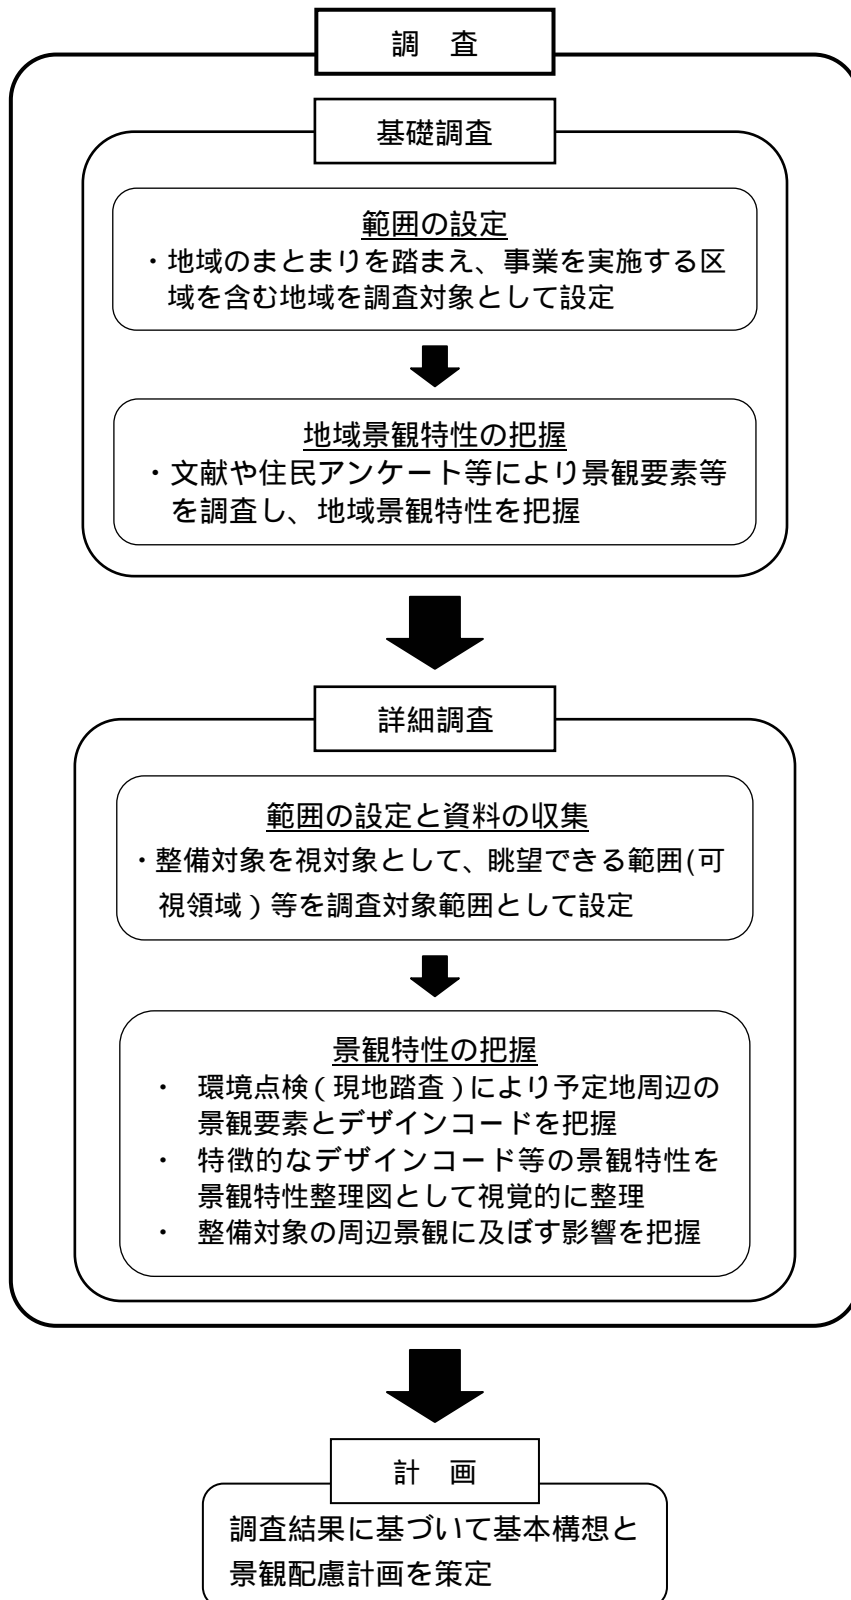 調　査
基礎調査
範囲の設定
・地域のまとまりを踏まえ、事業を実施する区
域を含む地域を調査対象として設定
地域景観特性の把握
・文献や住民アンケート等により景観要素等
を調査し、地域景観特性を把握
詳細調査
範囲の設定と資料の収集
・整備対象を視対象として、眺望できる範囲(可
視領域）等を調査対象範囲として設定
景観特性の把握
・　環境点検（現地踏査）により予定地周辺の
景観要素とデザインコードを把握
・　特徴的なデザインコード等の景観特性を
景観特性整理図として視覚的に整理
・　整備対象の周辺景観に及ぼす影響を把握
計　画
調査結果に基づいて基本構想と
景観配慮計画を策定